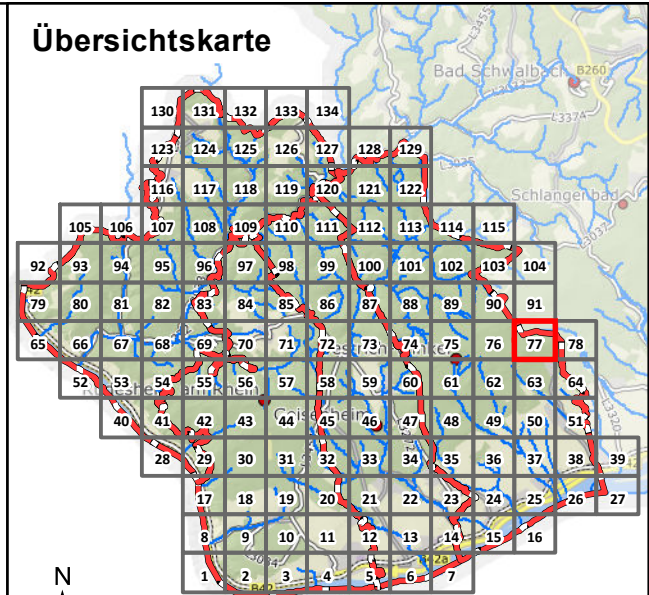 Übersichtskarte
Bad Schwalbach
B260
L3374
L3035
Schlangenbad
L3037
130 131 132 133 134
123 124 125 126 127 128 129
116 117 118 119 120 121 122
105 106 107 108 109 110 111 112 113 114 115
92 93 94 95 96 97 98 99 100 101 102 103 104
79 80 81 82 83 84 85 86 87 88 89 90 91
65 66 67 68 69 70 71 72 73 74 75 76 77 78
52 53 54 55 56 57 58 59 60 61 62 63 64
40 41 42 43 44 45 46 47 48 49 50 51
28 29 30 31 32 33 34 35 36 37 38 39
17 18 19 20 21 22 23 24 25 26 27
8 9 10 11 12 13 14 15 16
1 2 3 4 5 6 7
Geisenheim
L3320
L3034
B42
B42a
N